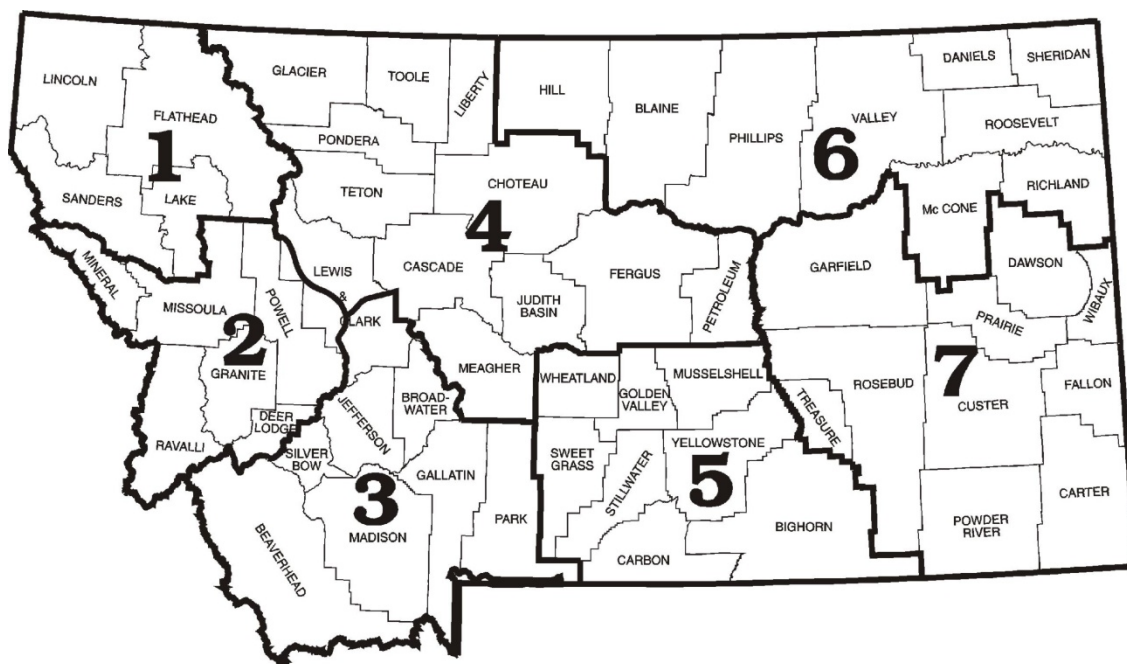 LINCOLN
FLATHEAD
1
SANDERS
LAKE
GLACIER
TOOLE
LIBERTY
PONDERA
TETON
CHOTEAU
4
LEWIS
&
CLARK
CASCADE
JUDITH
BASIN
FERGUS
PETROLEUM
MEAGHER
HILL
BLAINE
PHILLIPS
VALLEY
6
DANIELS
SHERIDAN
ROOSEVELT
RICHLAND
Mc CONE
MINERAL
MISSOULA
POWELL
2
GRANITE
DEER
LODGE
RAVALLI
SILVER
BOW
JEFFERSON
BROAD-
WATER
GALLATIN
3
MADISON
PARK
BEAVERHEAD
WHEATLAND
GOLDEN
VALLEY
MUSSELSHELL
SWEET
GRASS
STILLWATER
YELLOWSTONE
5
BIGHORN
CARBON
GARFIELD
DAWSON
WIBAUX
PRAIRIE
7
ROSEBUD
TREASURE
CUSTER
FALLON
CARTER
POWDER
RIVER